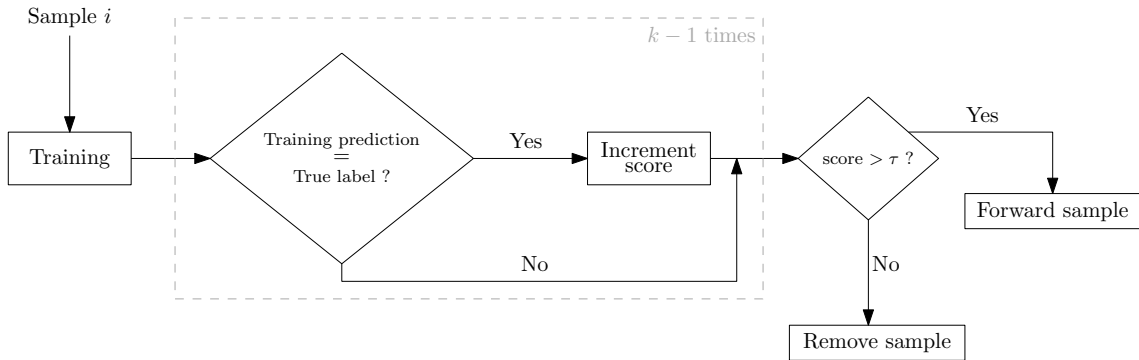 Sample i
k − 1 times
Training
Training prediction
=
True label ?
Yes
Increment
score
No
score > τ ?
Yes
Forward sample
No
Remove sample